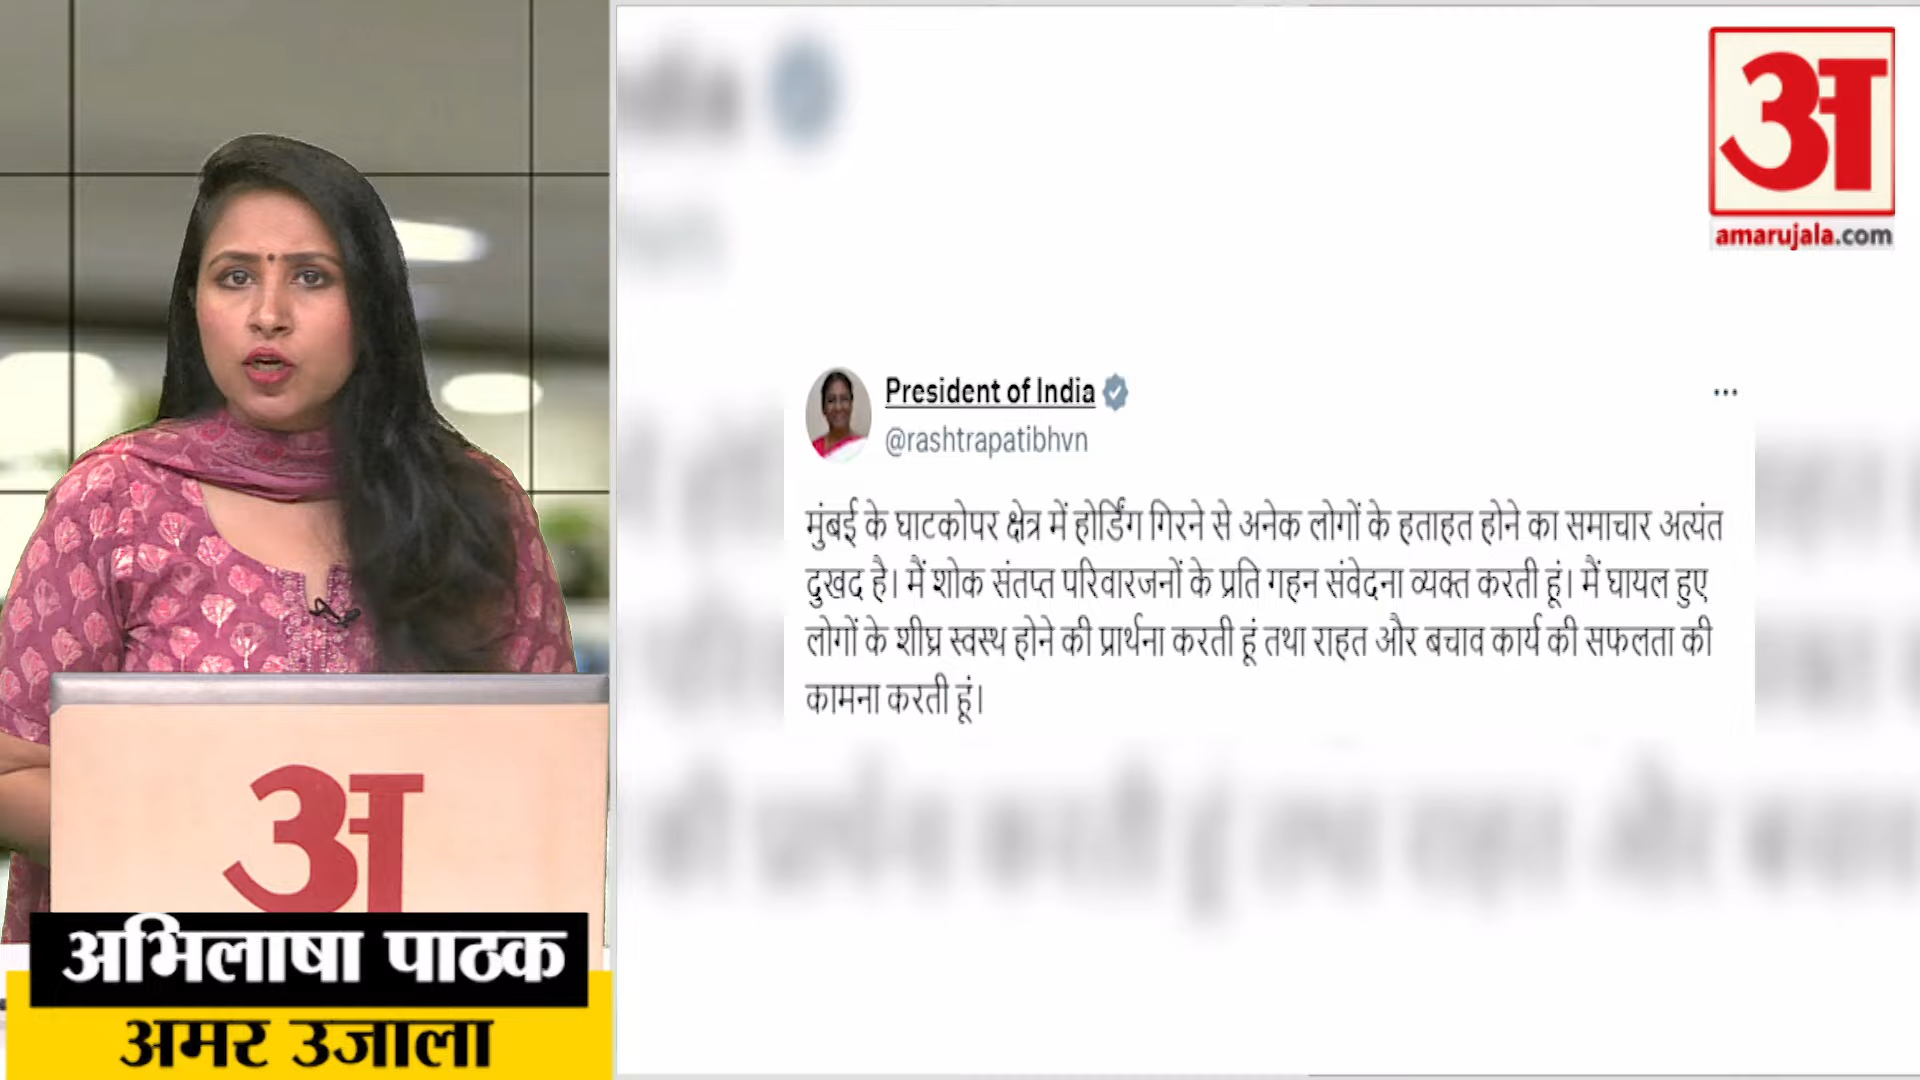 अ
amarujala.com
President of India
@rashtrapatibhvn
मुंबई के घाटकोपर क्षेत्र में होर्डिंग गिरने से अनेक लोगों के हताहत होने का समाचार अत्यंत
दुखद है। मैं शोक संतप्त परिवारजनों के प्रति गहन संवेदना व्यक्त करती हूं। मैं घायल हुए
लोगों के शीघ्र स्वस्थ होने की प्रार्थना करती हूं तथा राहत और बचाव कार्य की सफलता की
कामना करती हूं।
अ
अभिलाषा पाठक
अमर उजाला